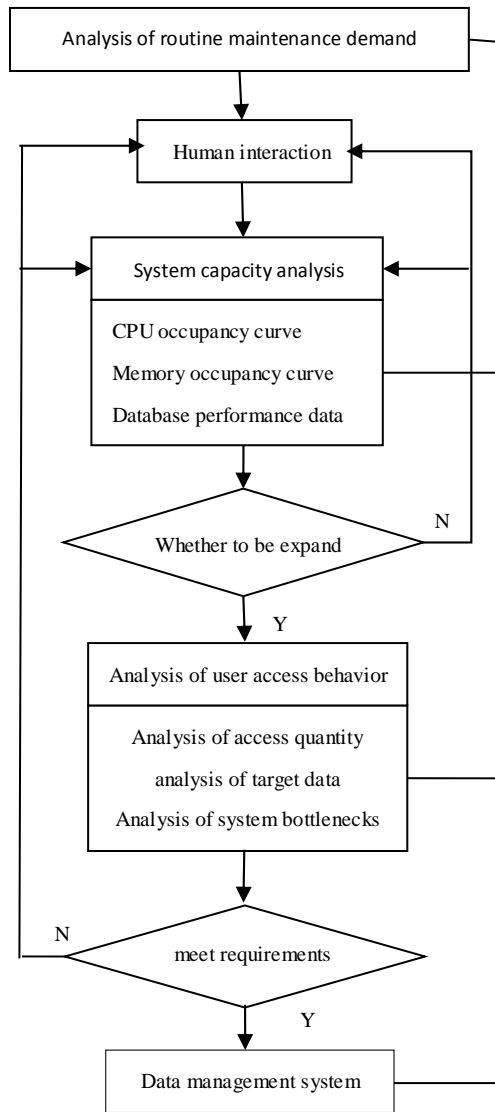 Analysis of routine maintenance demand
Human interaction
System capacity analysis
CPU occupancy curve
Memory occupancy curve
Database performance data
N
Whether to be expand
Y
Analysis of user access behavior
Analysis of access quantity
analysis of target data
Analysis of system bottlenecks
N
meet requirements
Y
Data management system